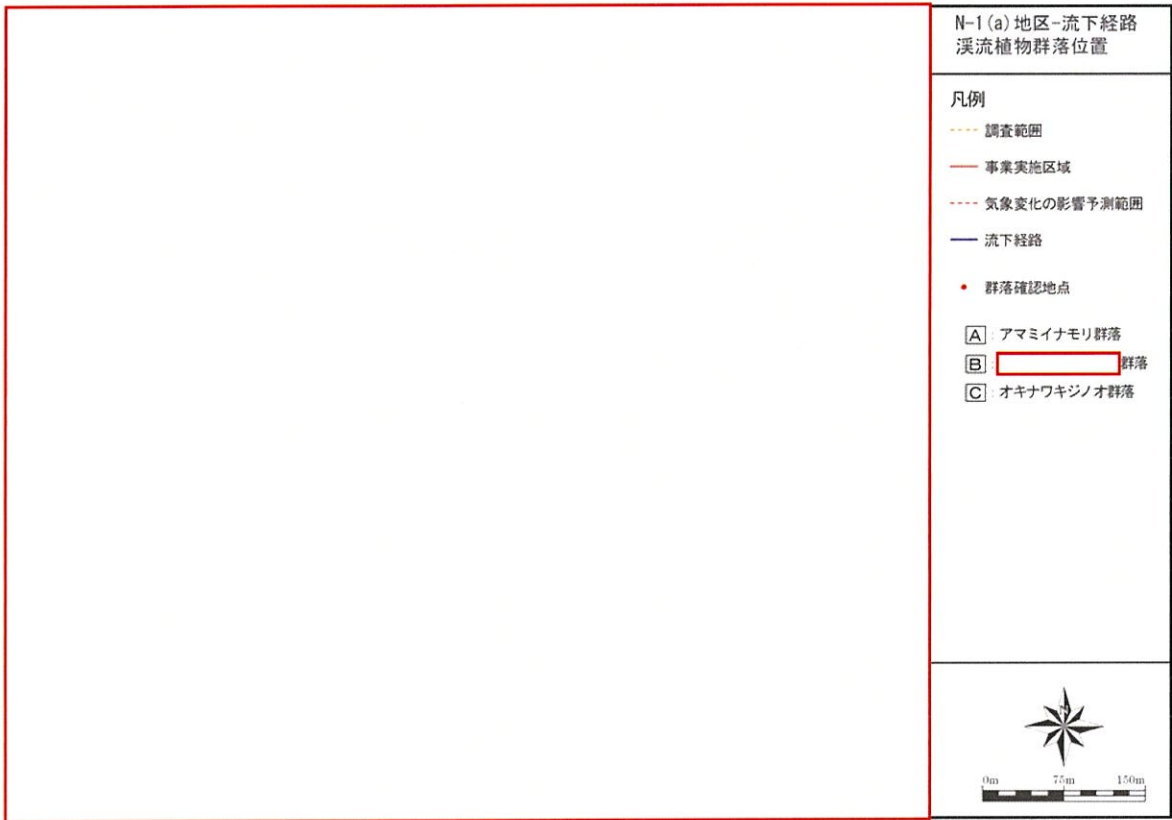 N-1(a)地区-流下経路
渓流植物群落位置
凡例
調査範囲
事業実施区域
気象変化の影響予測範囲
流下経路
群落確認地点
A : アマミイナモリ群落
B : 群落
C : オキナワキジノオ群落
N
0m 75m 150m